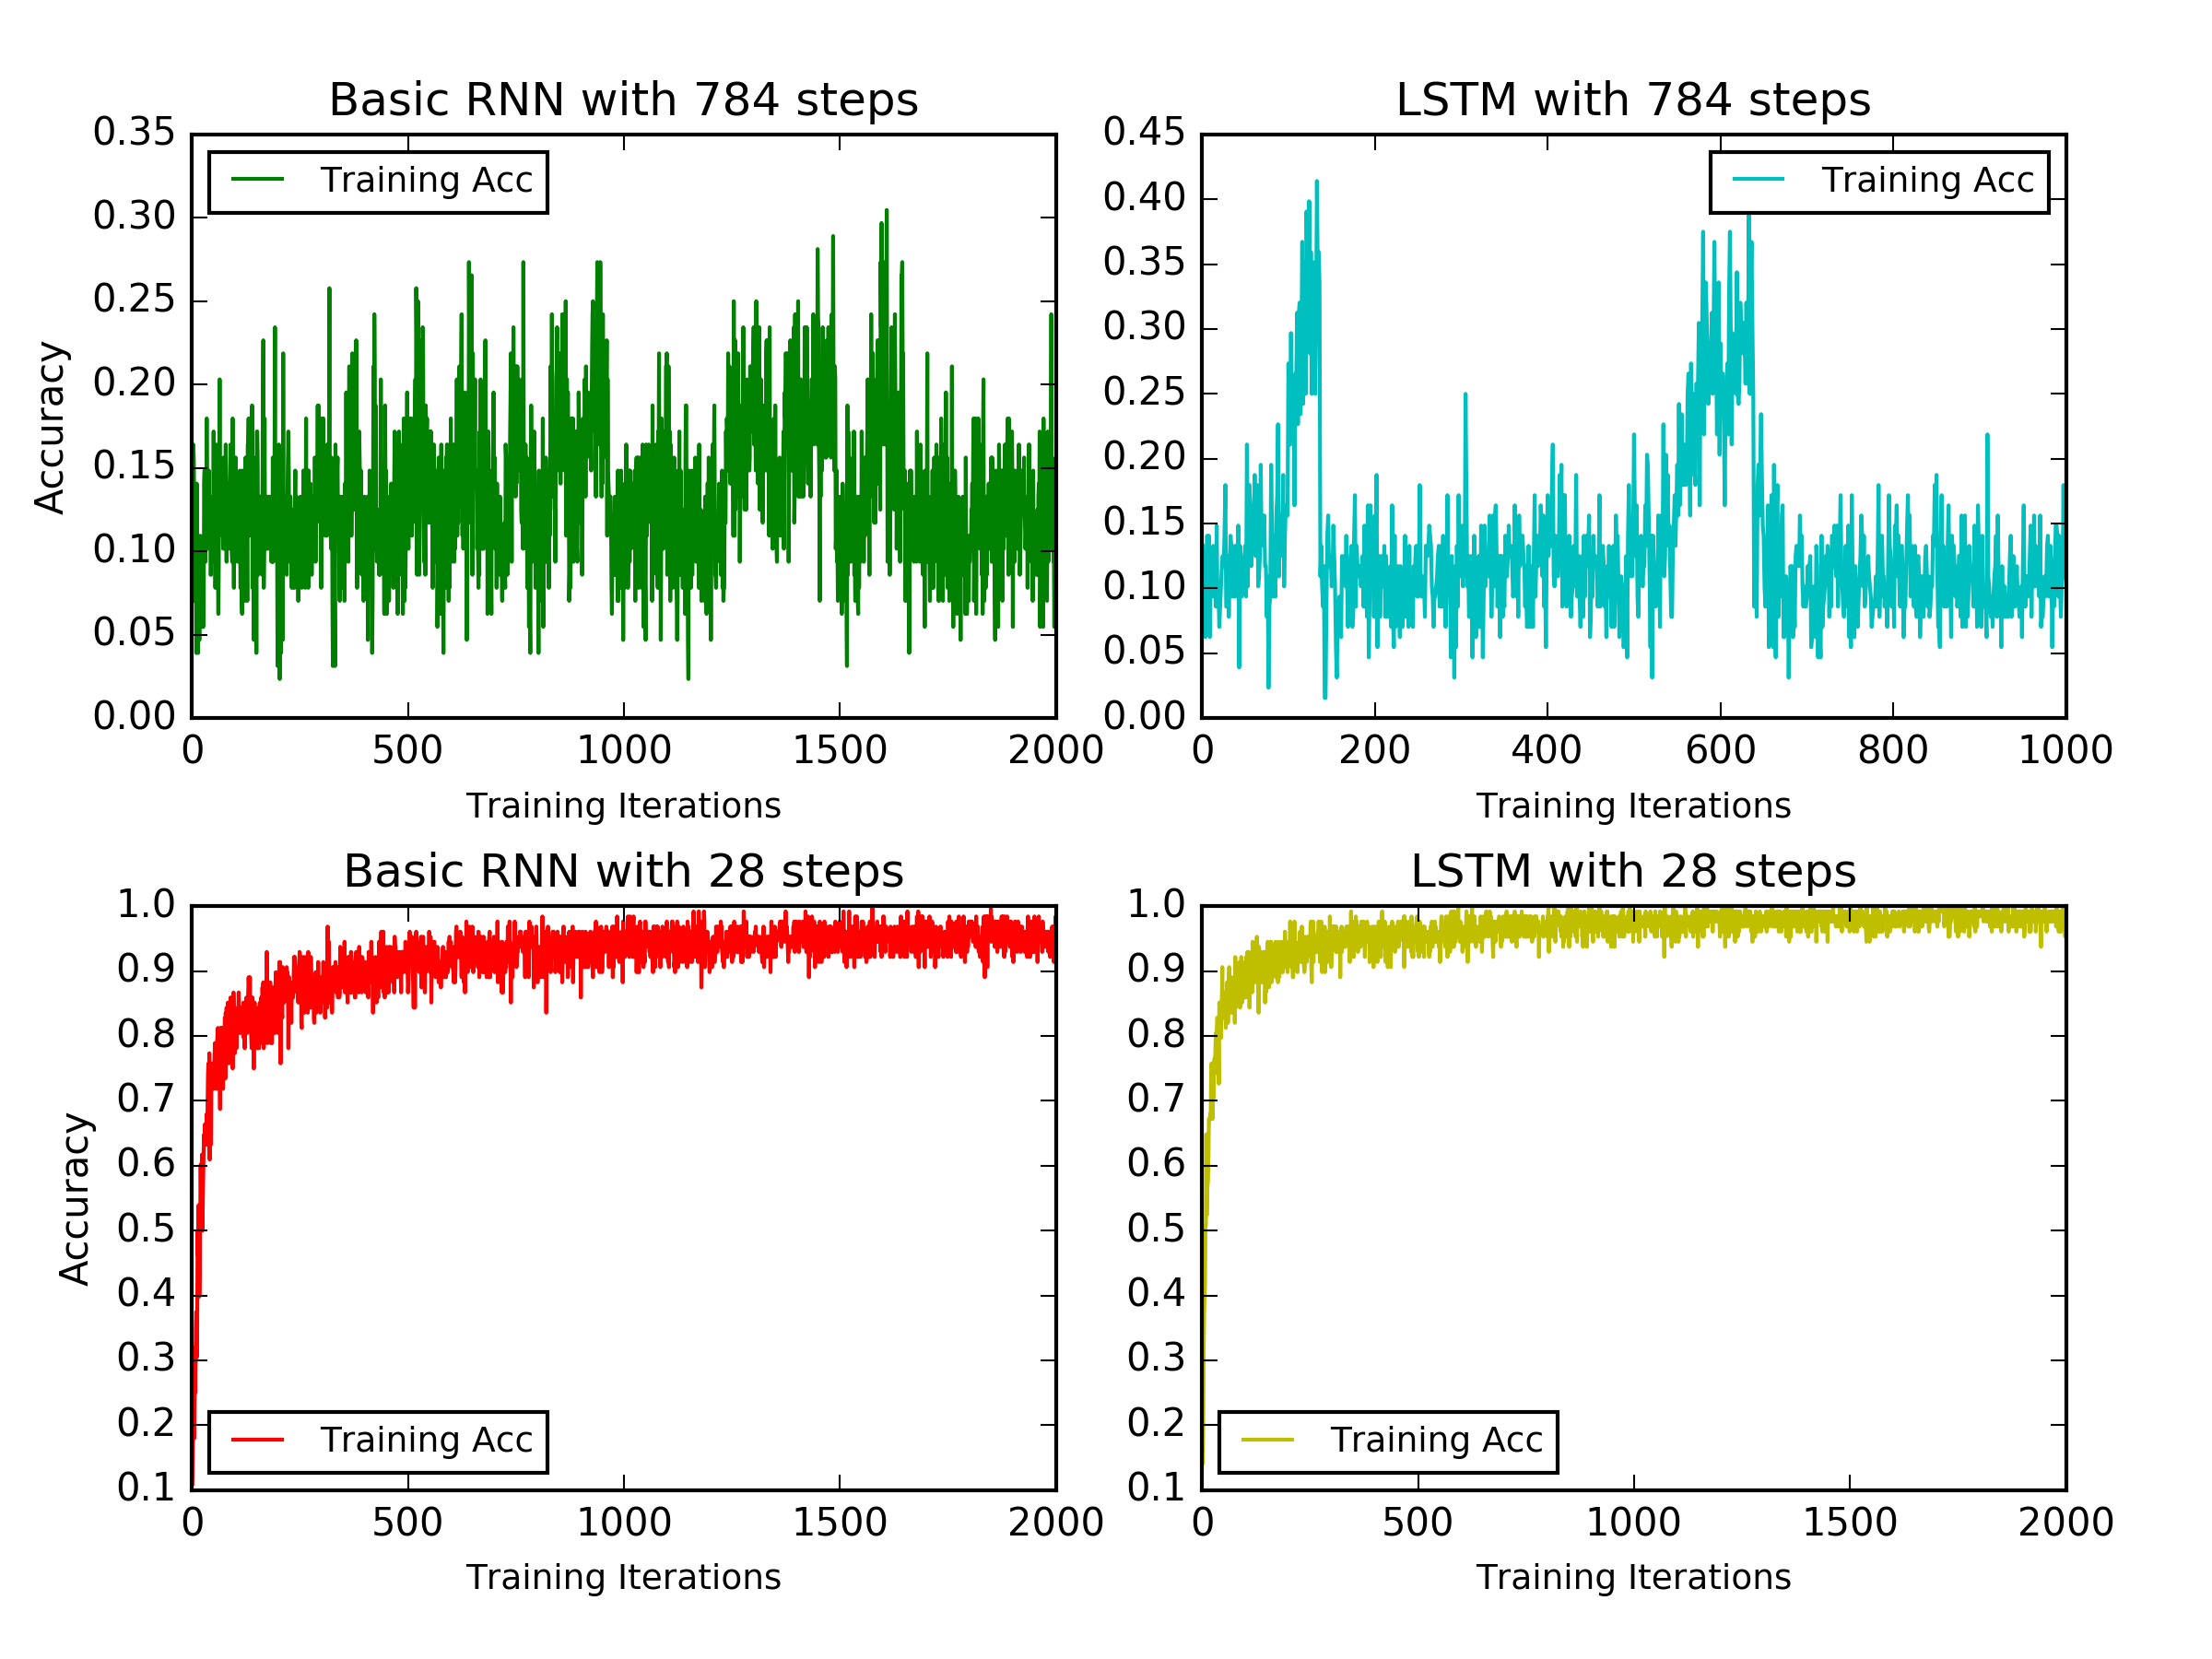 Basic RNN with 784 steps
0.35
0.30
0.25
0.20
0.15
0.10
0.05
0.00
Accuracy
Training Acc
0 500 1000 1500 2000
Training Iterations
LSTM with 784 steps
0.45
0.40
0.35
0.30
0.25
0.20
0.15
0.10
0.05
0.00
Training Acc
0 200 400 600 800 1000
Training Iterations
Basic RNN with 28 steps
1.0
0.9
0.8
0.7
0.6
0.5
0.4
0.3
0.2
0.1
Accuracy
Training Acc
0 500 1000 1500 2000
Training Iterations
LSTM with 28 steps
1.0
0.9
0.8
0.7
0.6
0.5
0.4
0.3
0.2
0.1
Training Acc
0 500 1000 1500 2000
Training Iterations